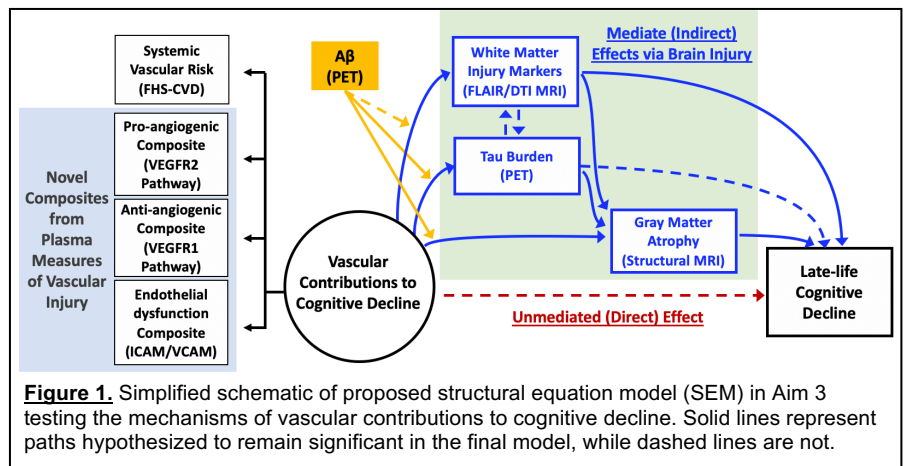 Systemic
Vascular Risk
(FHS-CVD)
Novel
Composites
from
Plasma
Measures
of Vascular
Injury
Pro-angiogenic
Composite
(VEGFR2
Pathway)
Anti-angiogenic
Composite
(VEGFR1
Pathway)
Endothelial
dysfunction
Composite
(ICAM/VCAM)
Aβ
(PET)
Vascular
Contributions to
Cognitive Decline
White Matter
Injury Markers
(FLAIR/DTI MRI)
Mediate (Indirect)
Effects via Brain Injury
Tau Burden
(PET)
Gray Matter
Atrophy
(Structural MRI)
Unmediated (Direct) Effect
Late-life
Cognitive
Decline
Figure 1. Simplified schematic of proposed structural equation model (SEM) in Aim 3
testing the mechanisms of vascular contributions to cognitive decline. Solid lines represent
paths hypothesized to remain significant in the final model, while dashed lines are not.